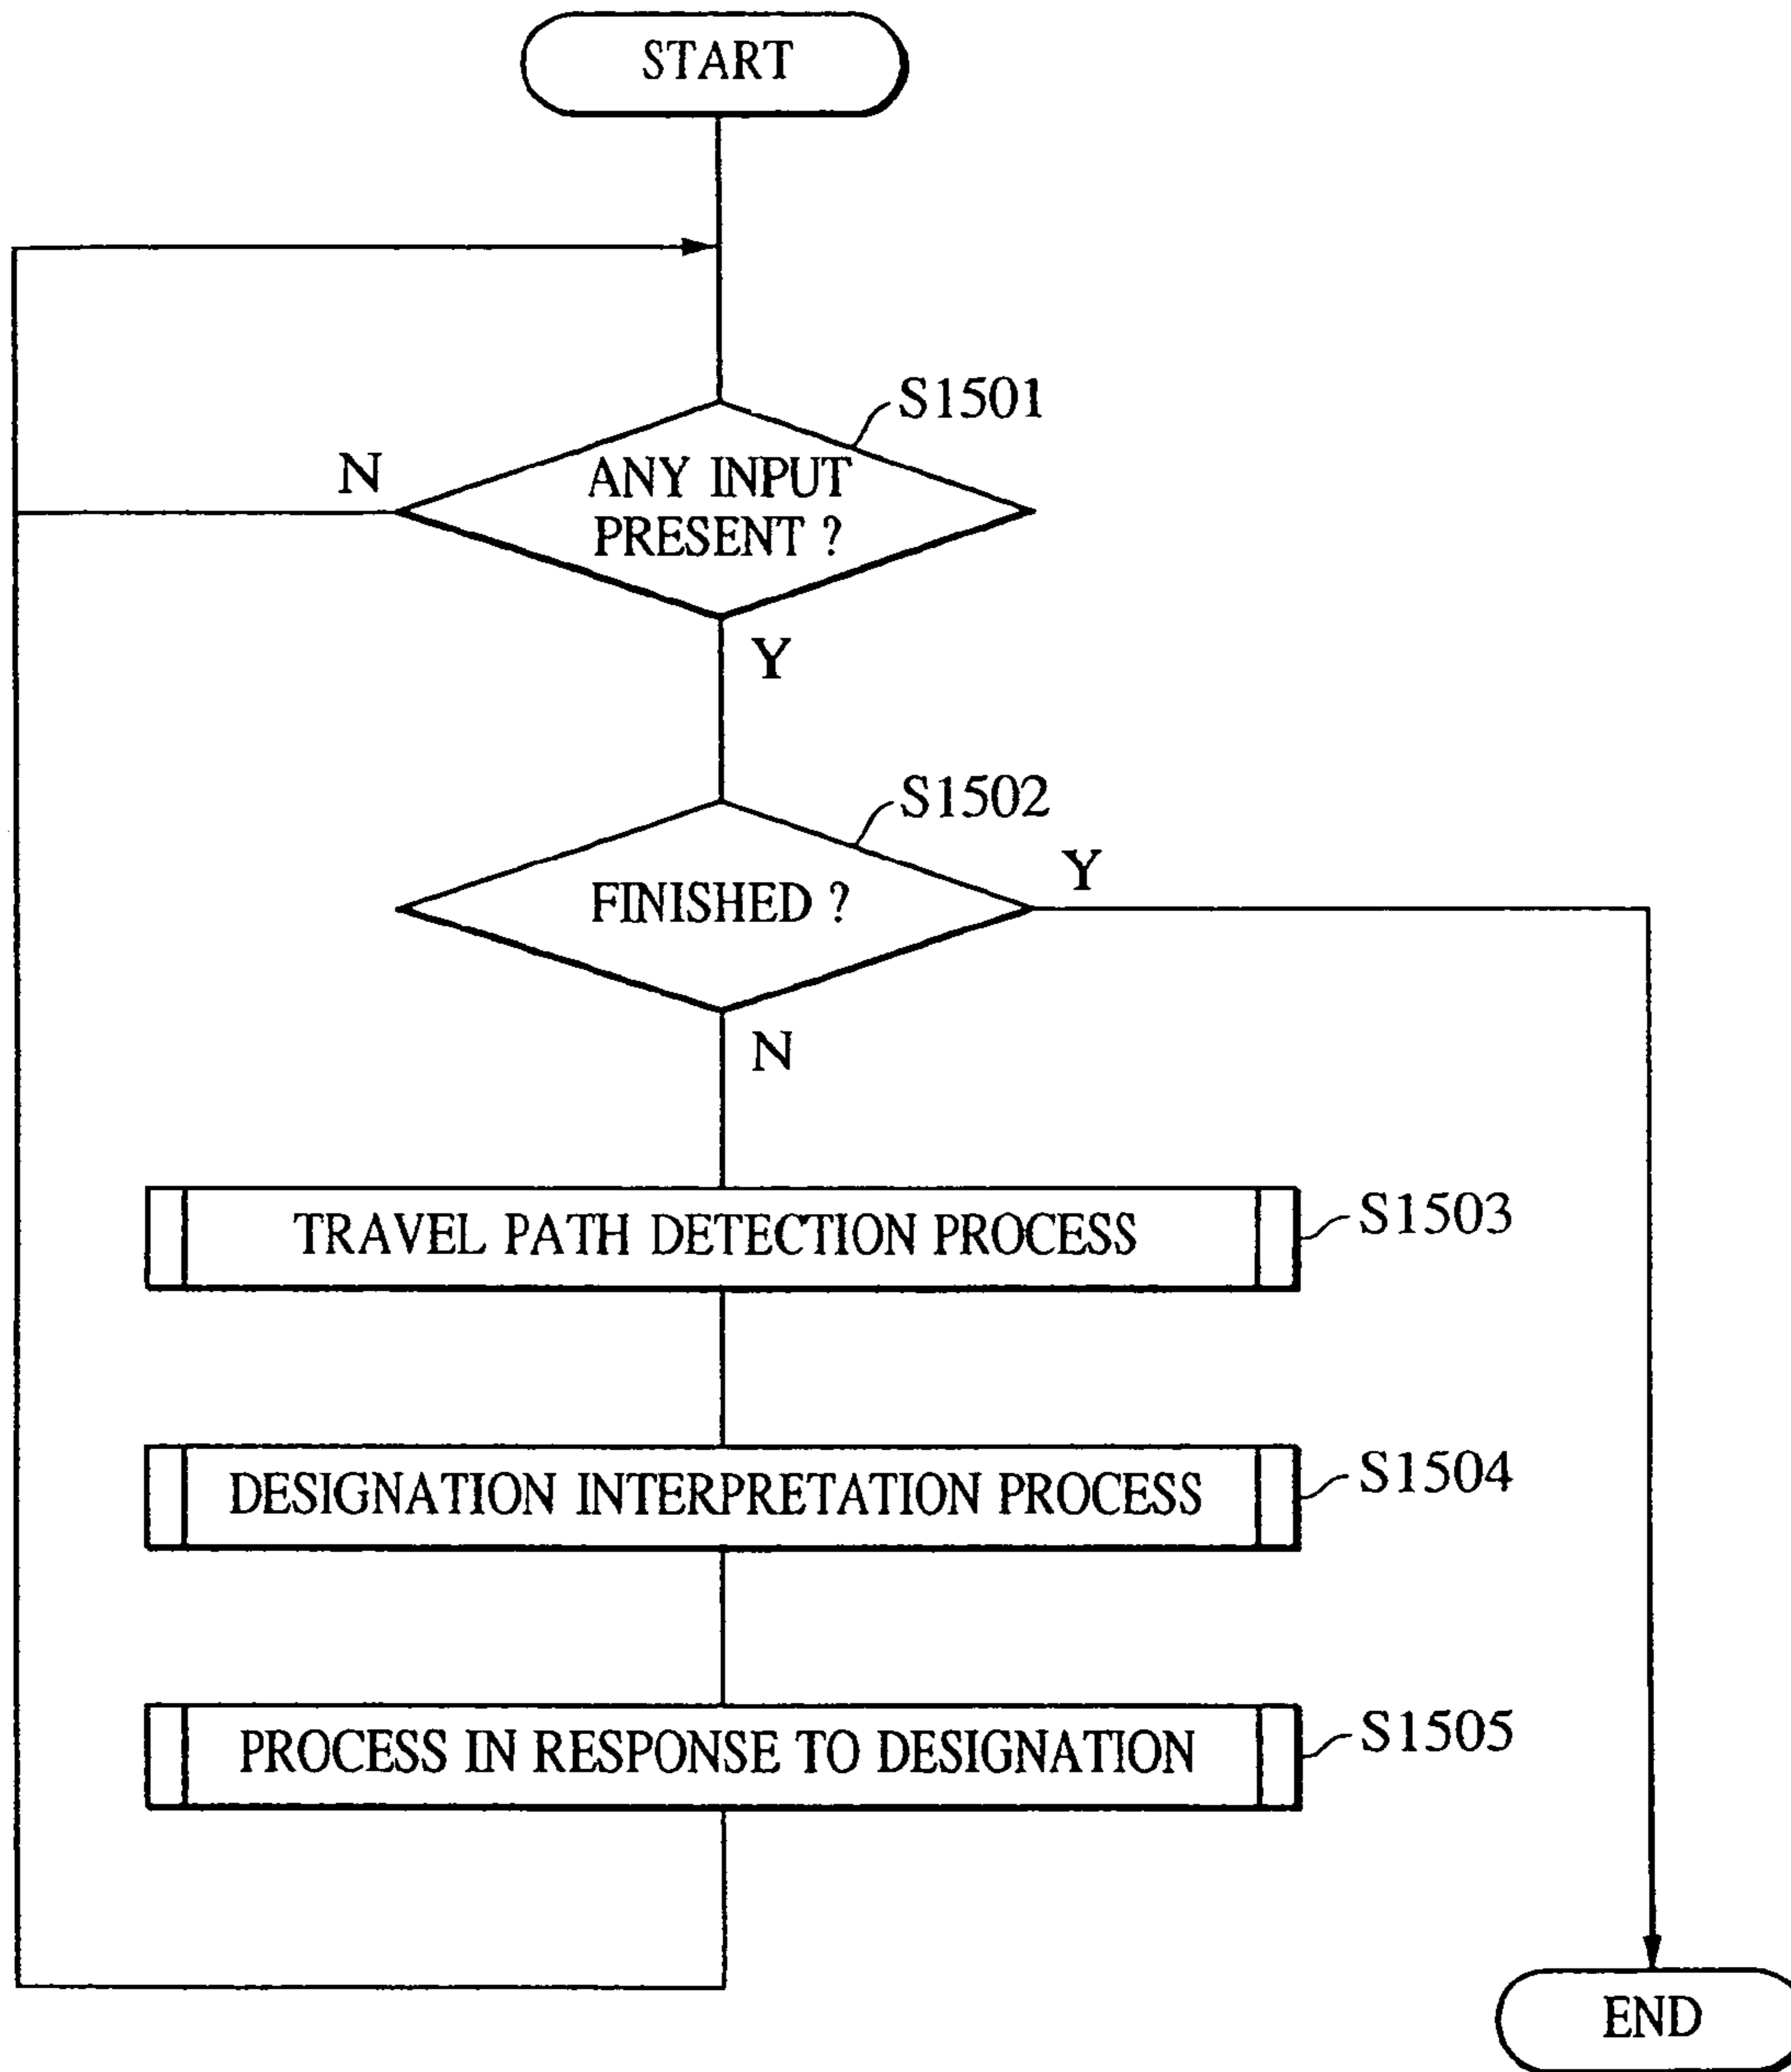 START
S1501
N
ANY INPUT
PRESENT ?
Y
S1502
Y
FINISHED ?
N
TRAVEL PATH DETECTION PROCESS
S1503
DESIGNATION INTERPRETATION PROCESS
S1504
PROCESS IN RESPONSE TO DESIGNATION
S1505
END